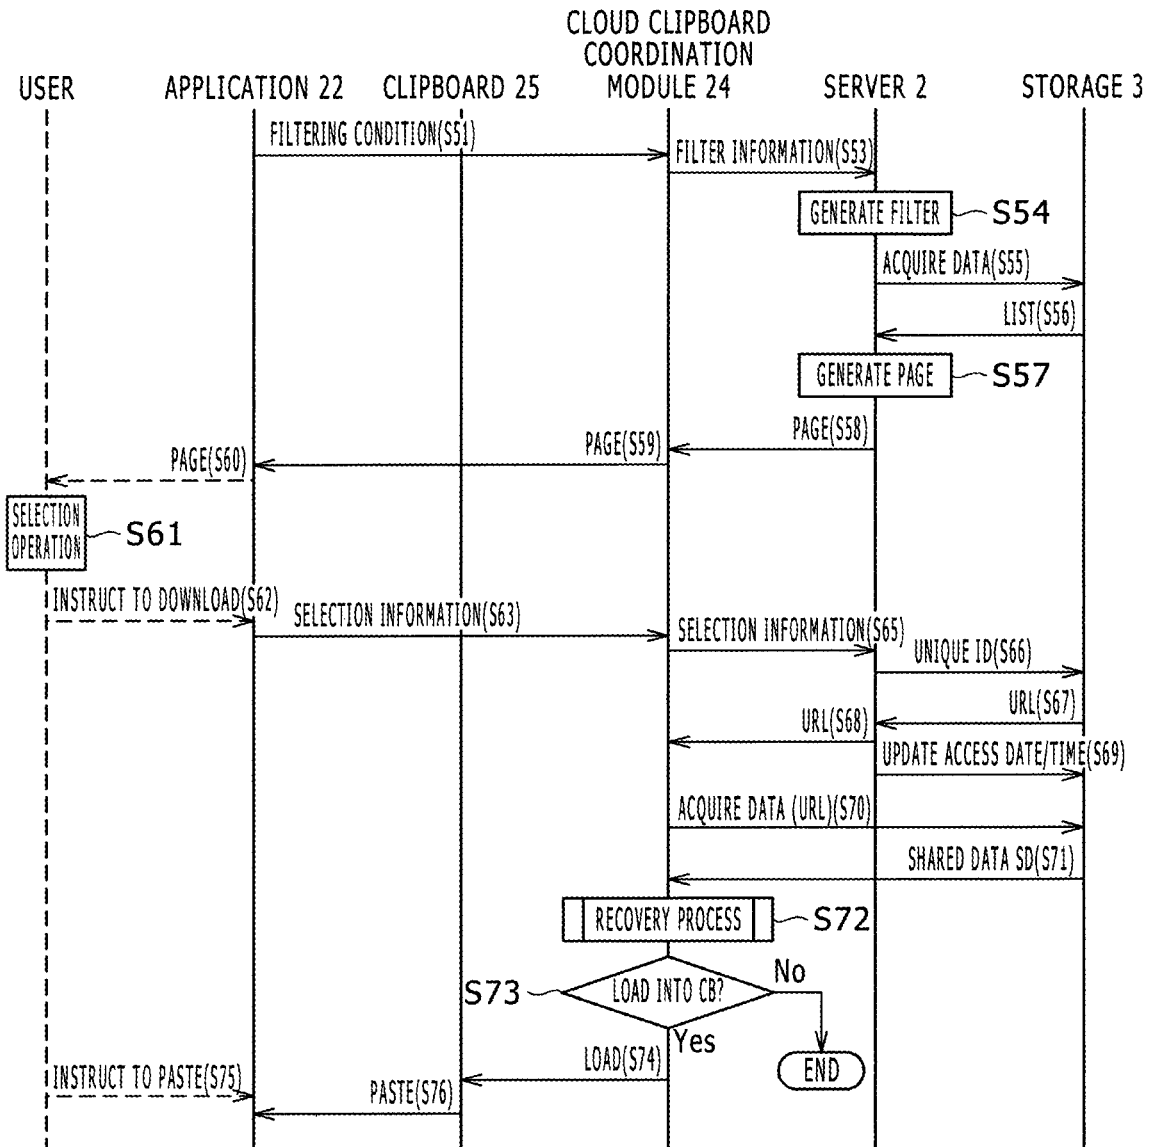 CLOUD CLIPBOARD
COORDINATION
USER APPLICATION 22 CLIPBOARD 25 MODULE 24 SERVER 2 STORAGE 3
FILTERING CONDITION(S51)
FILTER INFORMATION(S53)
GENERATE FILTER S54
ACQUIRE DATA(S55)
LIST(S56)
GENERATE PAGE S57
PAGE(S58)
PAGE(S59)
PAGE(S60)
SELECTION
OPERATION
S61
INSTRUCT TO DOWNLOAD(S62)
SELECTION INFORMATION(S63)
SELECTION INFORMATION(S65)
UNIQUE ID(S66)
URL(S67)
URL(S68)
UPDATE ACCESS DATE/TIME(S69)
ACQUIRE DATA (URL)(S70)
SHARED DATA SD(S71)
RECOVERY PROCESS S72
S73 LOAD INTO CB? No
Yes
END
LOAD(S74)
INSTRUCT TO PASTE(S75)
PASTE(S76)